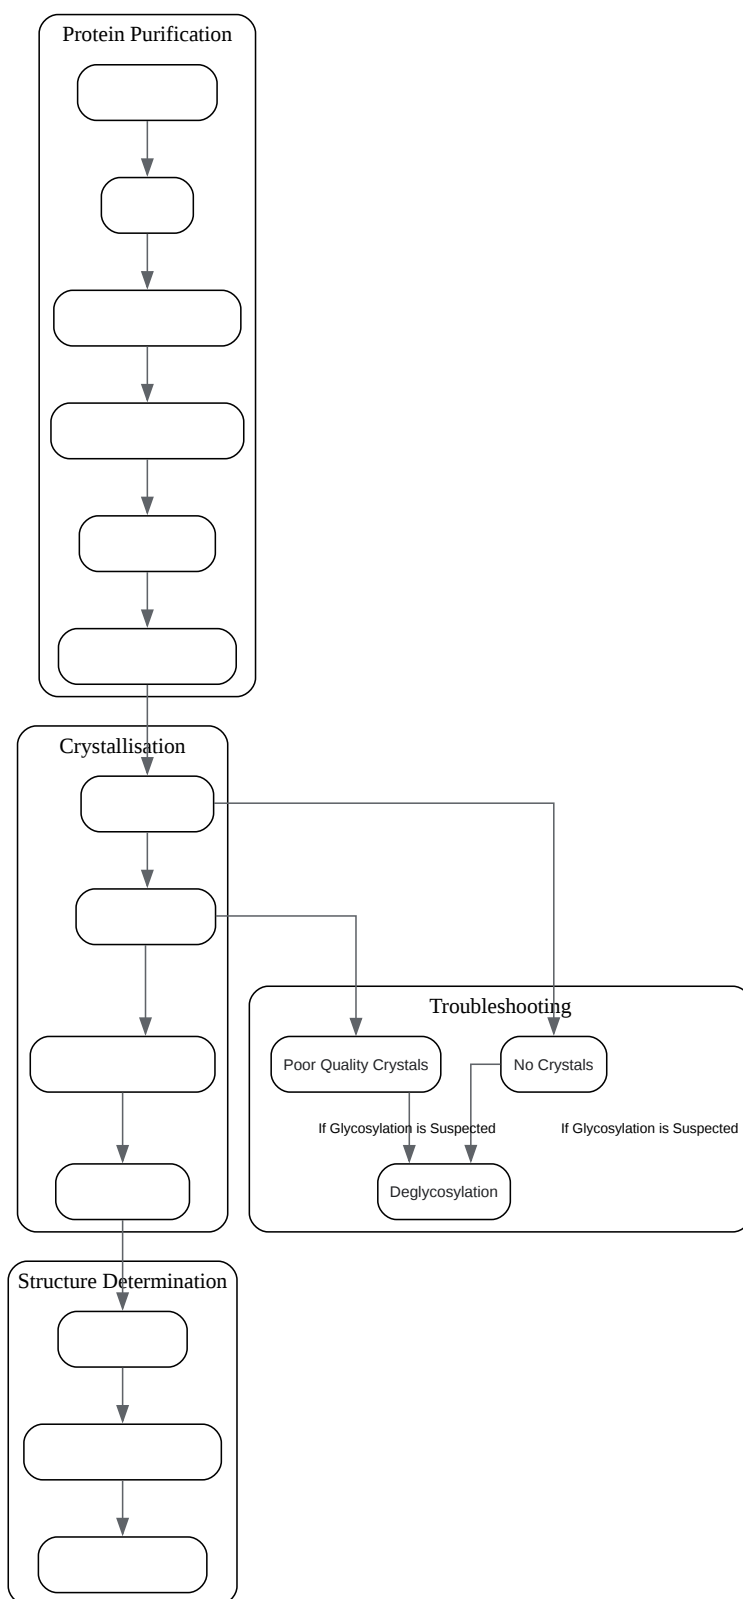 Protein Purification
Crystallisation
Troubleshooting
Poor Quality Crystals
No Crystals
If Glycosylation is Suspected
If Glycosylation is Suspected
Deglycosylation
Structure Determination